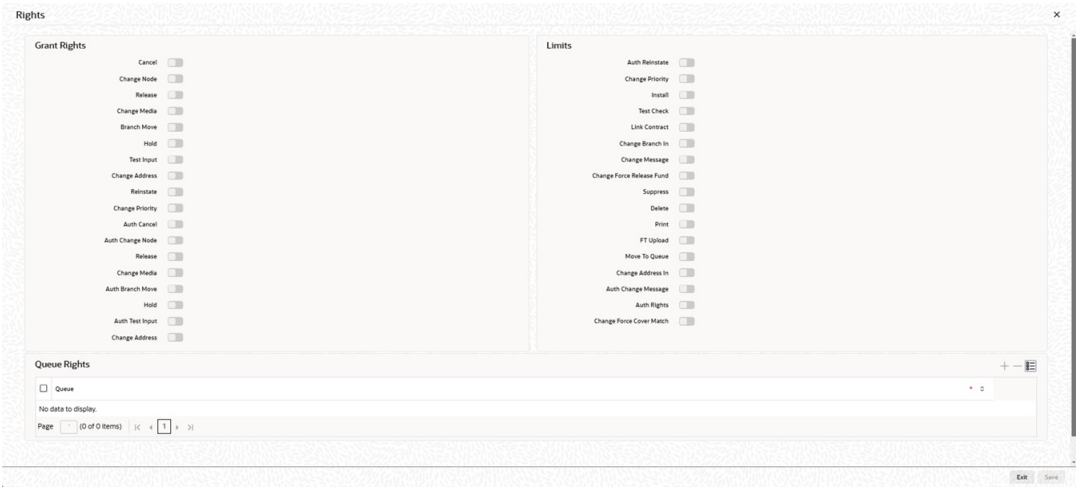 Rights
Grant Rights
Cancel
Change Node
Release
Change Media
Branch Move
Hold
Test Input
Change Address
Reinstate
Change Priority
Auth Cancel
Auth Change Node
Release
Change Media
Auth Branch Move
Hold
Auth Test Input
Change Address
Limits
Auth Reinstate
Change Priority
Install
Test Check
Link Contract
Change Branch In
Change Message
Change Force Release Fund
Suppress
Delete
Print
FT Upload
Move To Queue
Change Address In
Auth Change Message
Auth Rights
Change Force Cover Match
Queue Rights
Queue
No data to display.
Page (0 of 0 items) 1
Exit Save